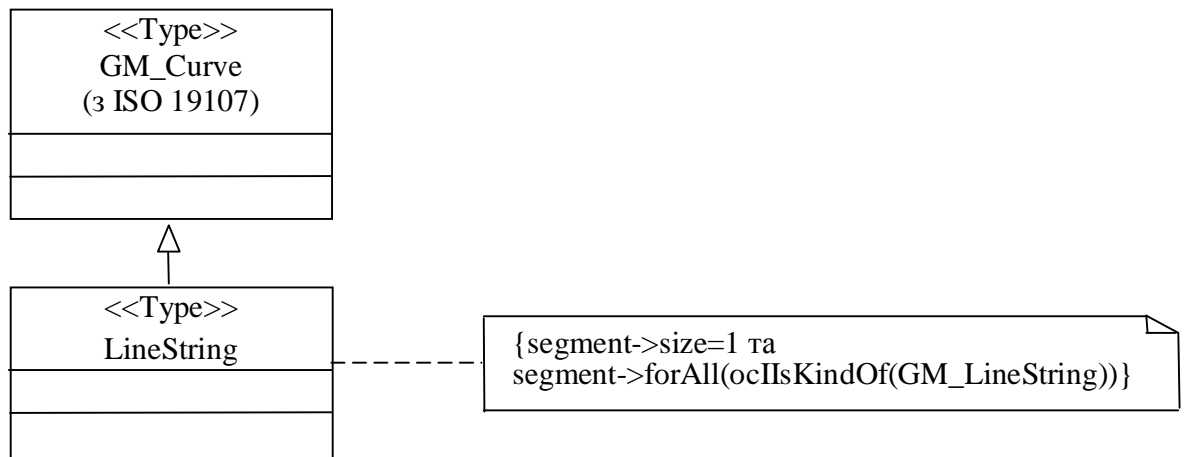 <<Type>>
GM_Curve
(з ISO 19107)
<<Type>>
LineString
{segment->size=1 та
segment->forAll(ocIIsKindOf(GM_LineString))}